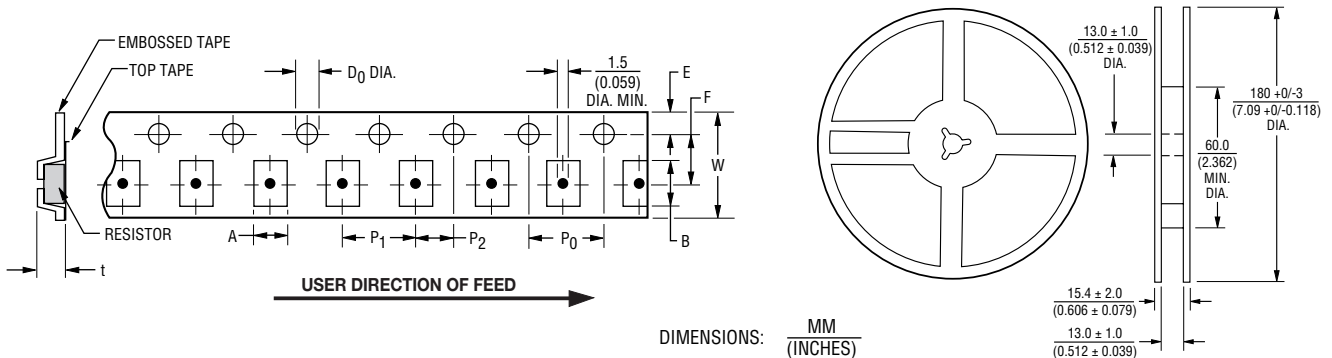 EMBOSSED TAPE
TOP TAPE
RESISTOR
t
D0 DIA.
1.5
(0.059)
DIA. MIN.
E
F
W
A
P1
P2
P0
B
USER DIRECTION OF FEED
DIMENSIONS: MM
(INCHES)
13.0 ± 1.0
(0.512 ± 0.039)
DIA.
180 +0/-3
(7.09 +0/-0.118)
DIA.
60.0
(2.362)
MIN.
DIA.
15.4 ± 2.0
(0.606 ± 0.079)
13.0 ± 1.0
(0.512 ± 0.039)